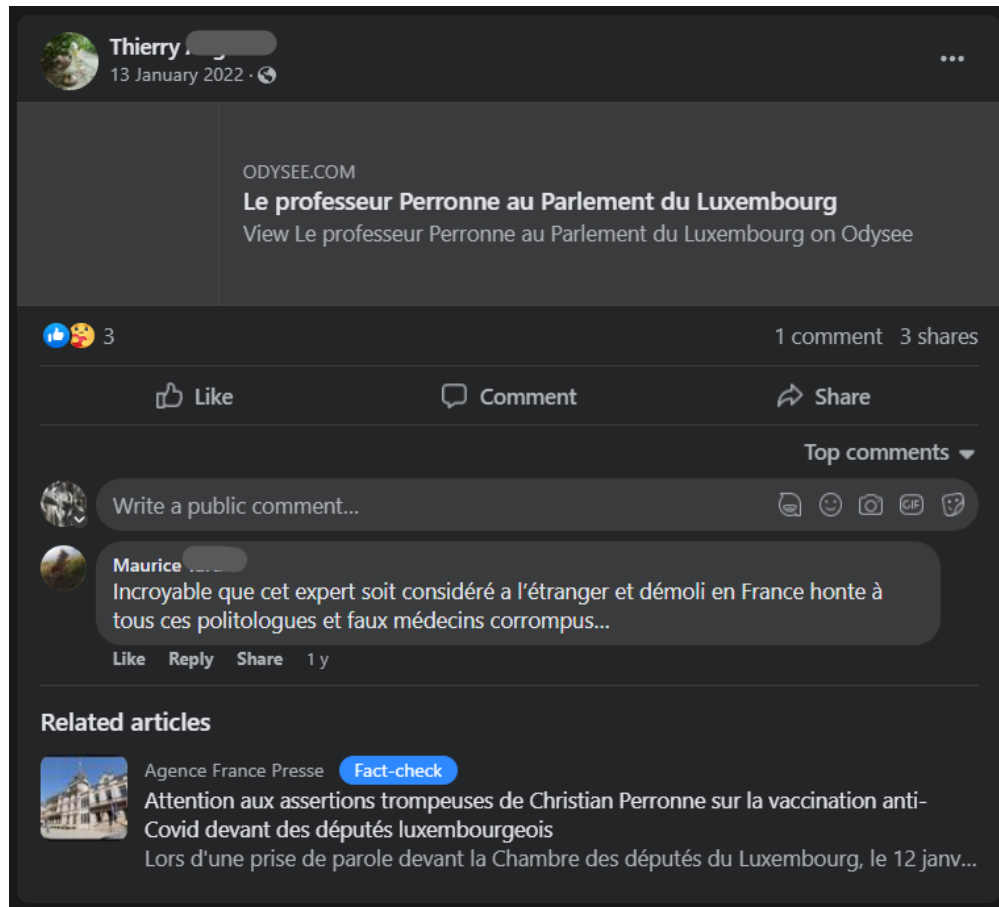 Thierry
13 January 2022
ODYSEE.COM
Le professeur Perronne au Parlement du Luxembourg
View Le professeur Perronne au Parlement du Luxembourg on Odysee
3
1 comment 3 shares
Like Comment Share
Top comments
Write a public comment...
GIF
Maurice
Incroyable que cet expert soit considéré a l’étranger et démoli en France honte à
tous ces politologues et faux médecins corrompus...
Like Reply Share 1 y
Related articles
Agence France Presse Fact-check
Attention aux assertions trompeuses de Christian Perronne sur la vaccination anti-
Covid devant des députés luxembourgeois
Lors d'une prise de parole devant la Chambre des députés du Luxembourg, le 12 janv...